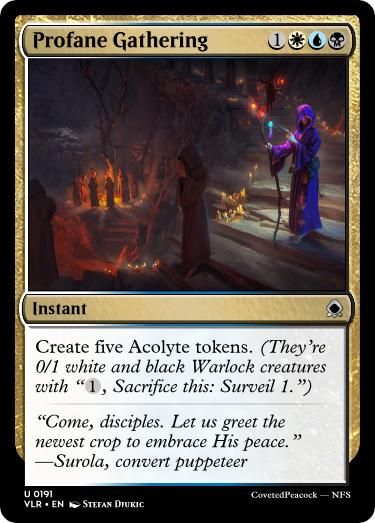 Profane Gathering 1
Instant
Create five Acolyte tokens. (They’re
0/1 white and black Warlock creatures
with “1, Sacrifice this: Surveil 1.”)
“Come, disciples. Let us greet the
newest crop to embrace His peace.”
—Surola, convert puppeteer
U 0191
VLR • EN Stefan Djukic
CovetedPeacock — NFS